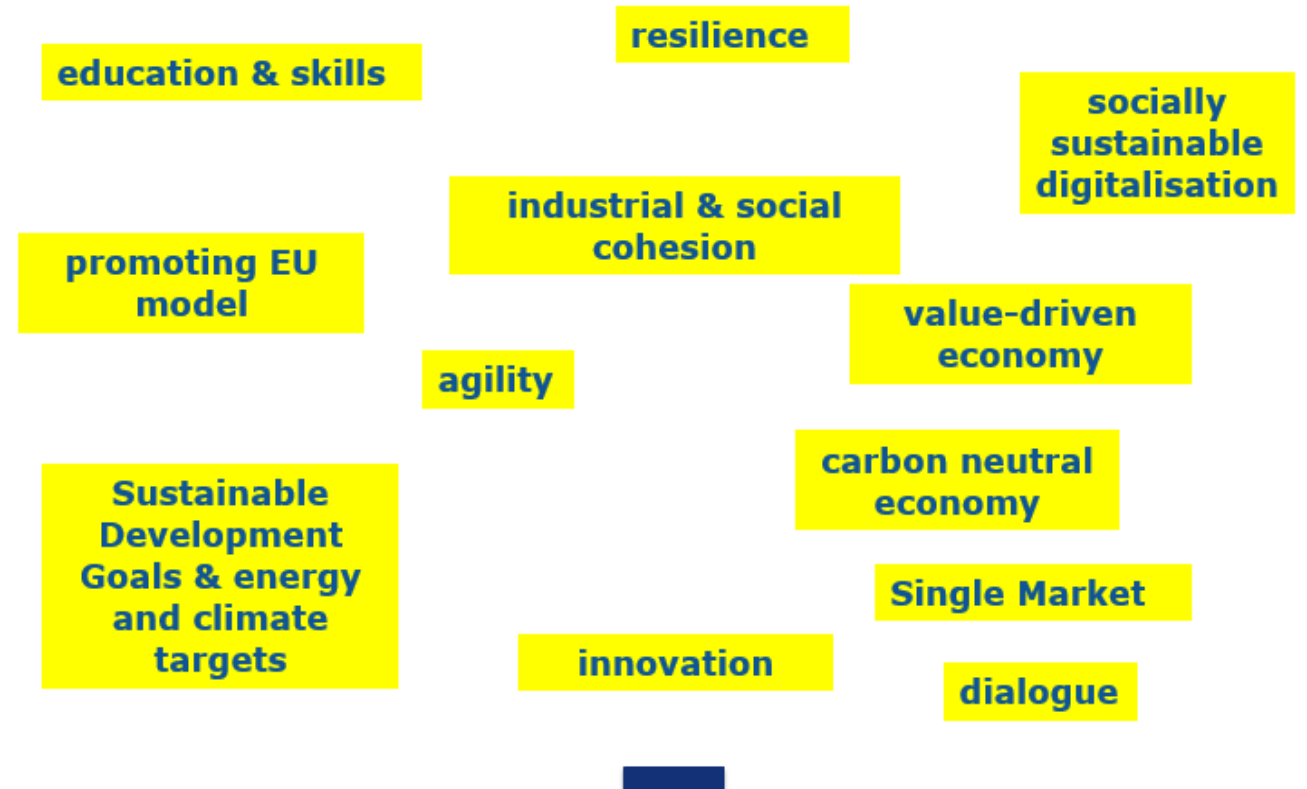 resilience
education & skills
socially
sustainable
digitalisation
industrial & social
cohesion
promoting EU
model
value-driven
economy
agility
carbon neutral
economy
Sustainable
Development
Goals & energy
and climate
targets
Single Market
innovation
dialogue